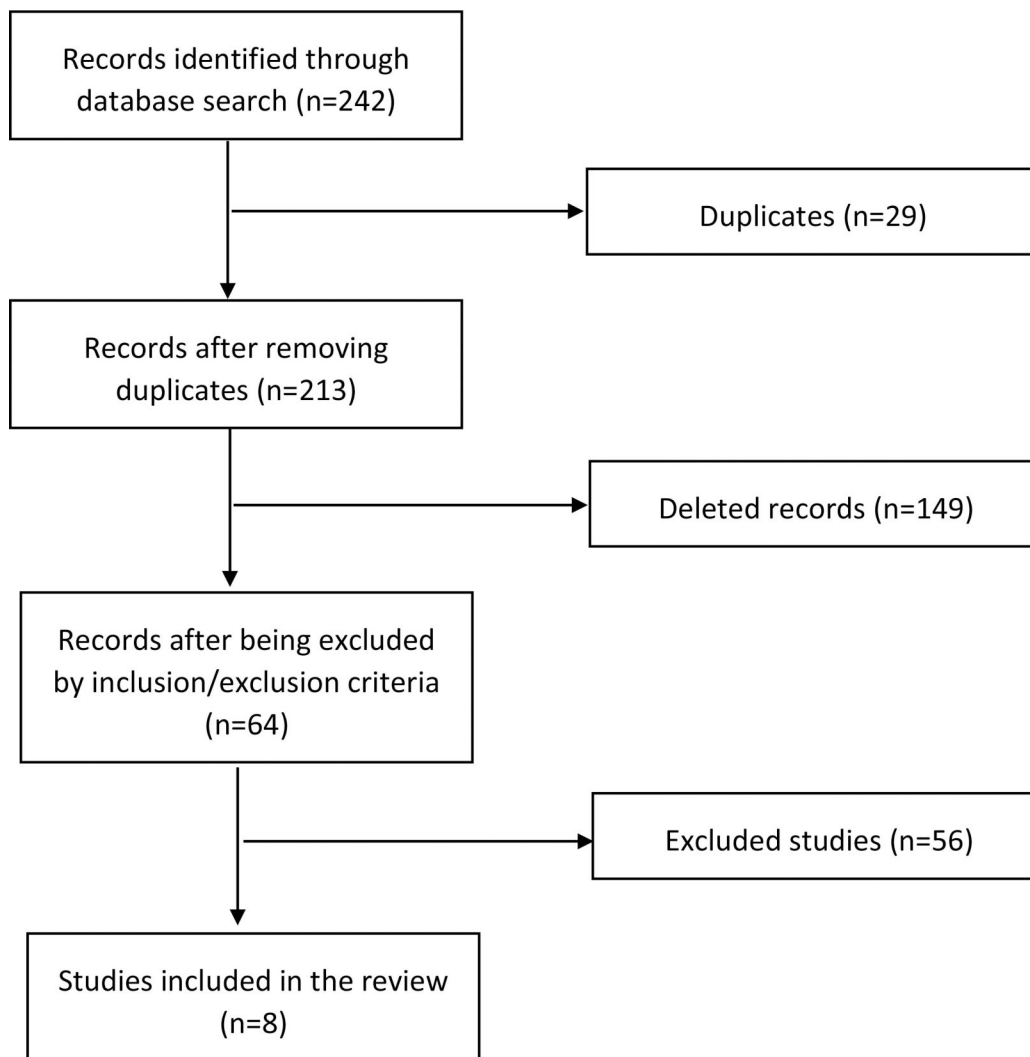 Records identified through
database search (n=242)
Duplicates (n=29)
Records after removing
duplicates (n=213)
Deleted records (n=149)
Records after being excluded
by inclusion/exclusion criteria
(n=64)
Excluded studies (n=56)
Studies included in the review
(n=8)